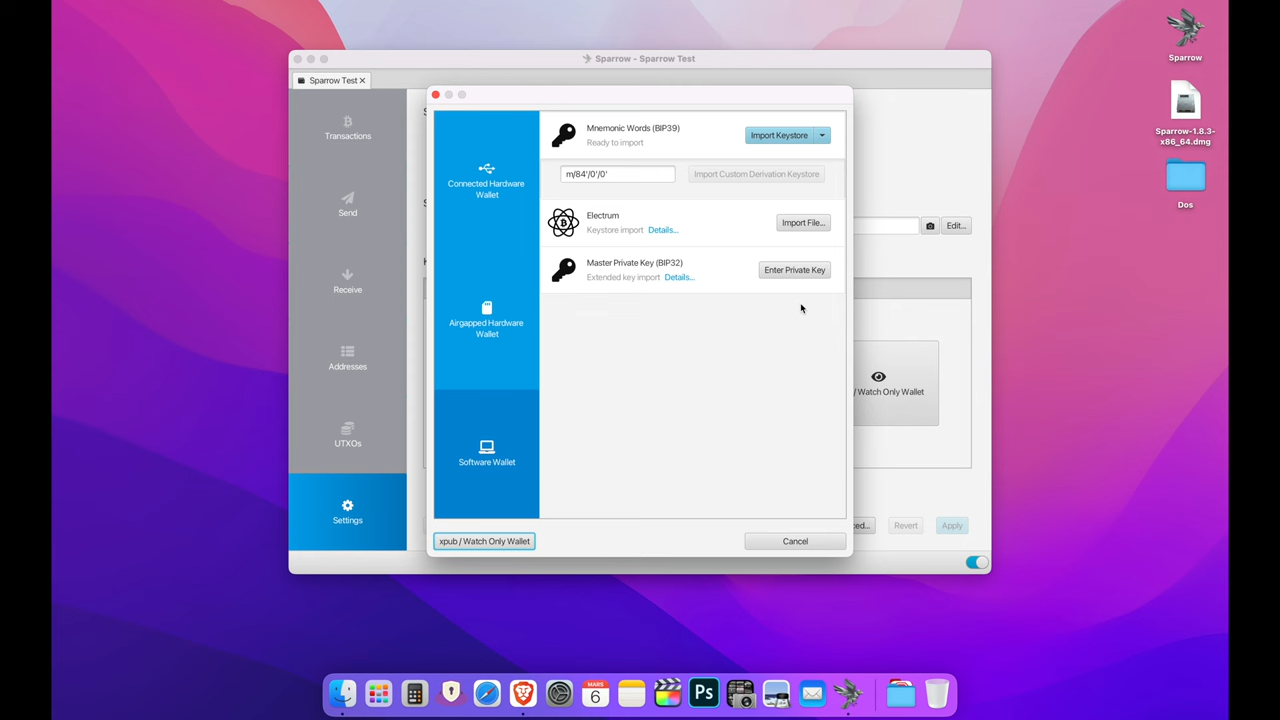 Sparrow - Sparrow Test
Sparrow Test
Transactions
Send
Receive
Addresses
UTXOs
Settings
Connected Hardware
Wallet
Airgapped Hardware
Wallet
Software Wallet
Mnemonic Words (BIP39)
Ready to import
Import Keystore
m/84'/0'/0'
Import Custom Derivation Keystore
Electrum
Keystore import Details...
Import File...
Master Private Key (BIP32)
Extended key import Details...
Enter Private Key
xpub / Watch Only Wallet
Cancel
Edit...
/ Watch Only Wallet
Revert
Apply
Sparrow
Sparrow-1.8.3-
x86_64.dmg
Dos
MARS
6
Ps